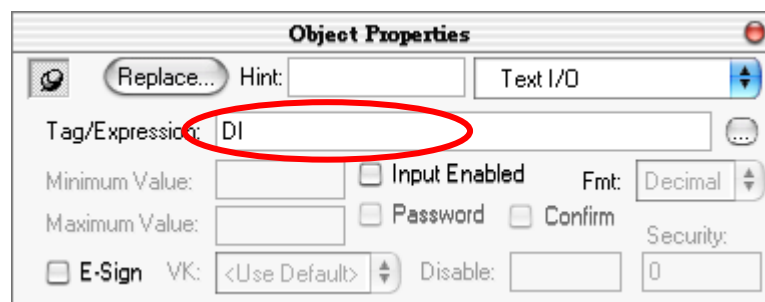 Object Properties
Replace... Hint: Text I/O
Tag/Expression: DI ...
Minimum Value: Input Enabled Fmt: Decimal
Maximum Value: Password Confirm Security:
E-Sign VK: <Use Default> Disable: 0